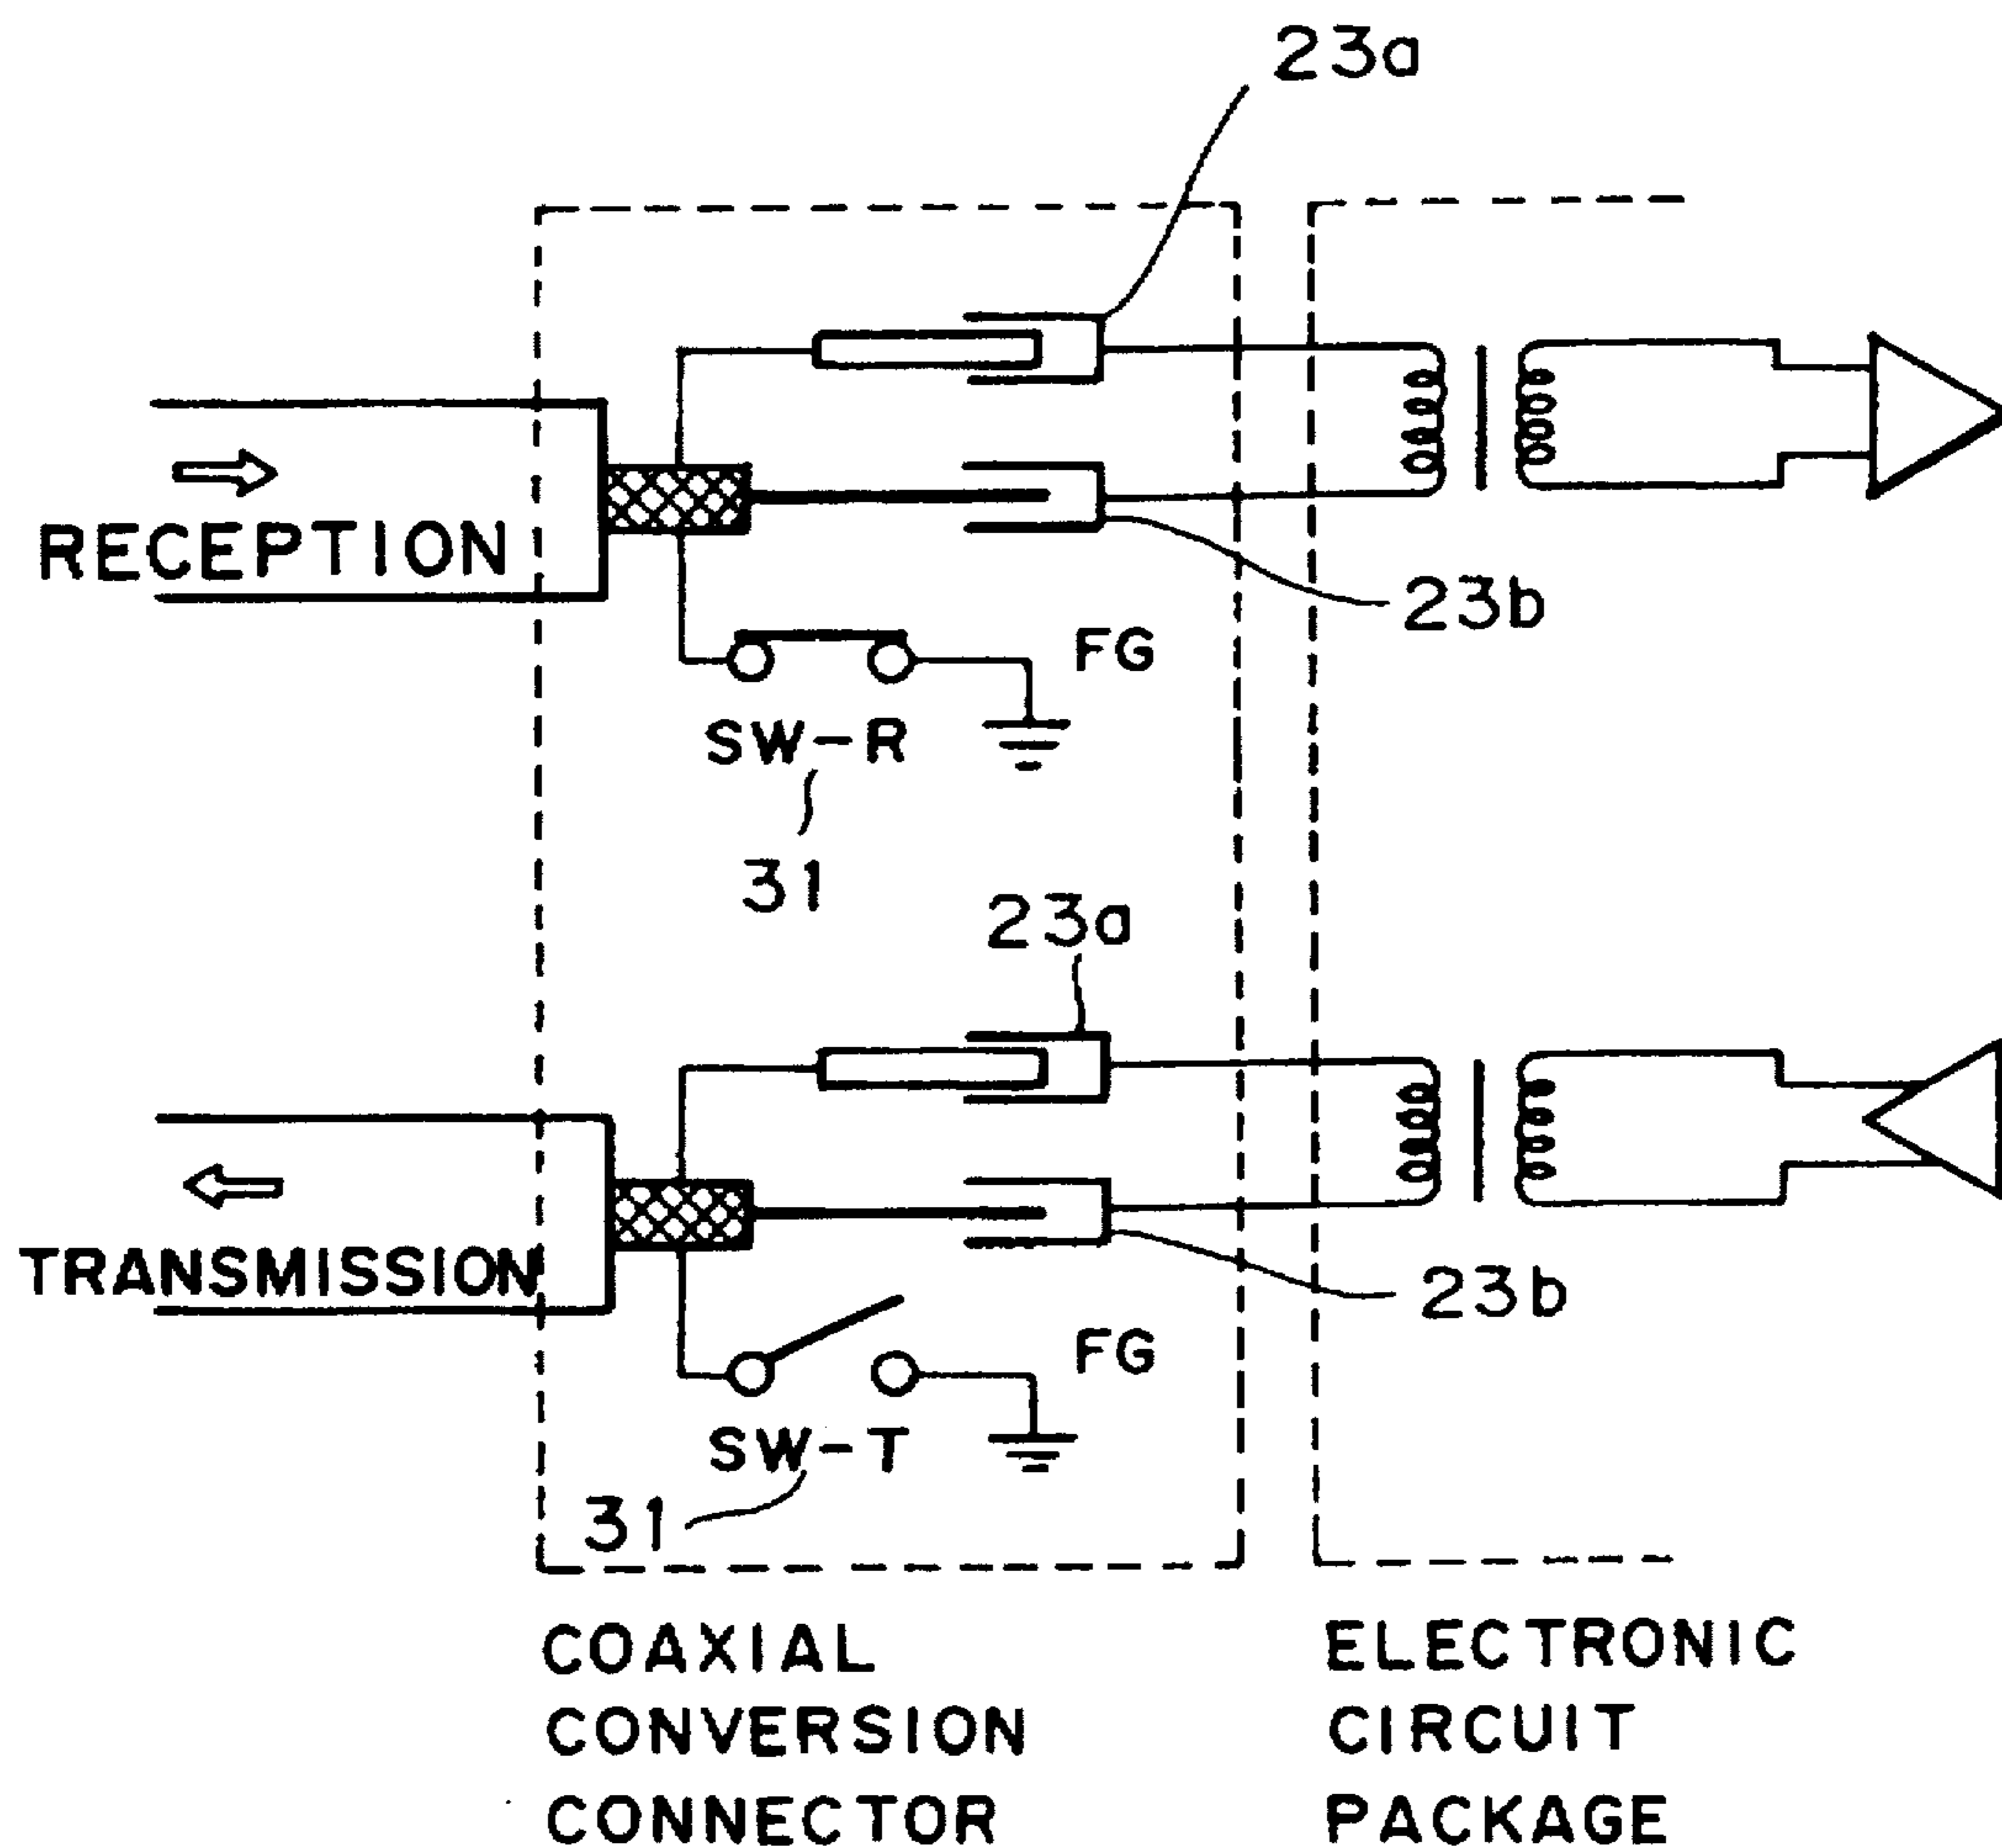 23a
RECEPTION
23b
FG
SW-R
31
23a
TRANSMISSION
23b
FG
SW-T
31
COAXIAL
CONVERSION
CONNECTOR
ELECTRONIC
CIRCUIT
PACKAGE